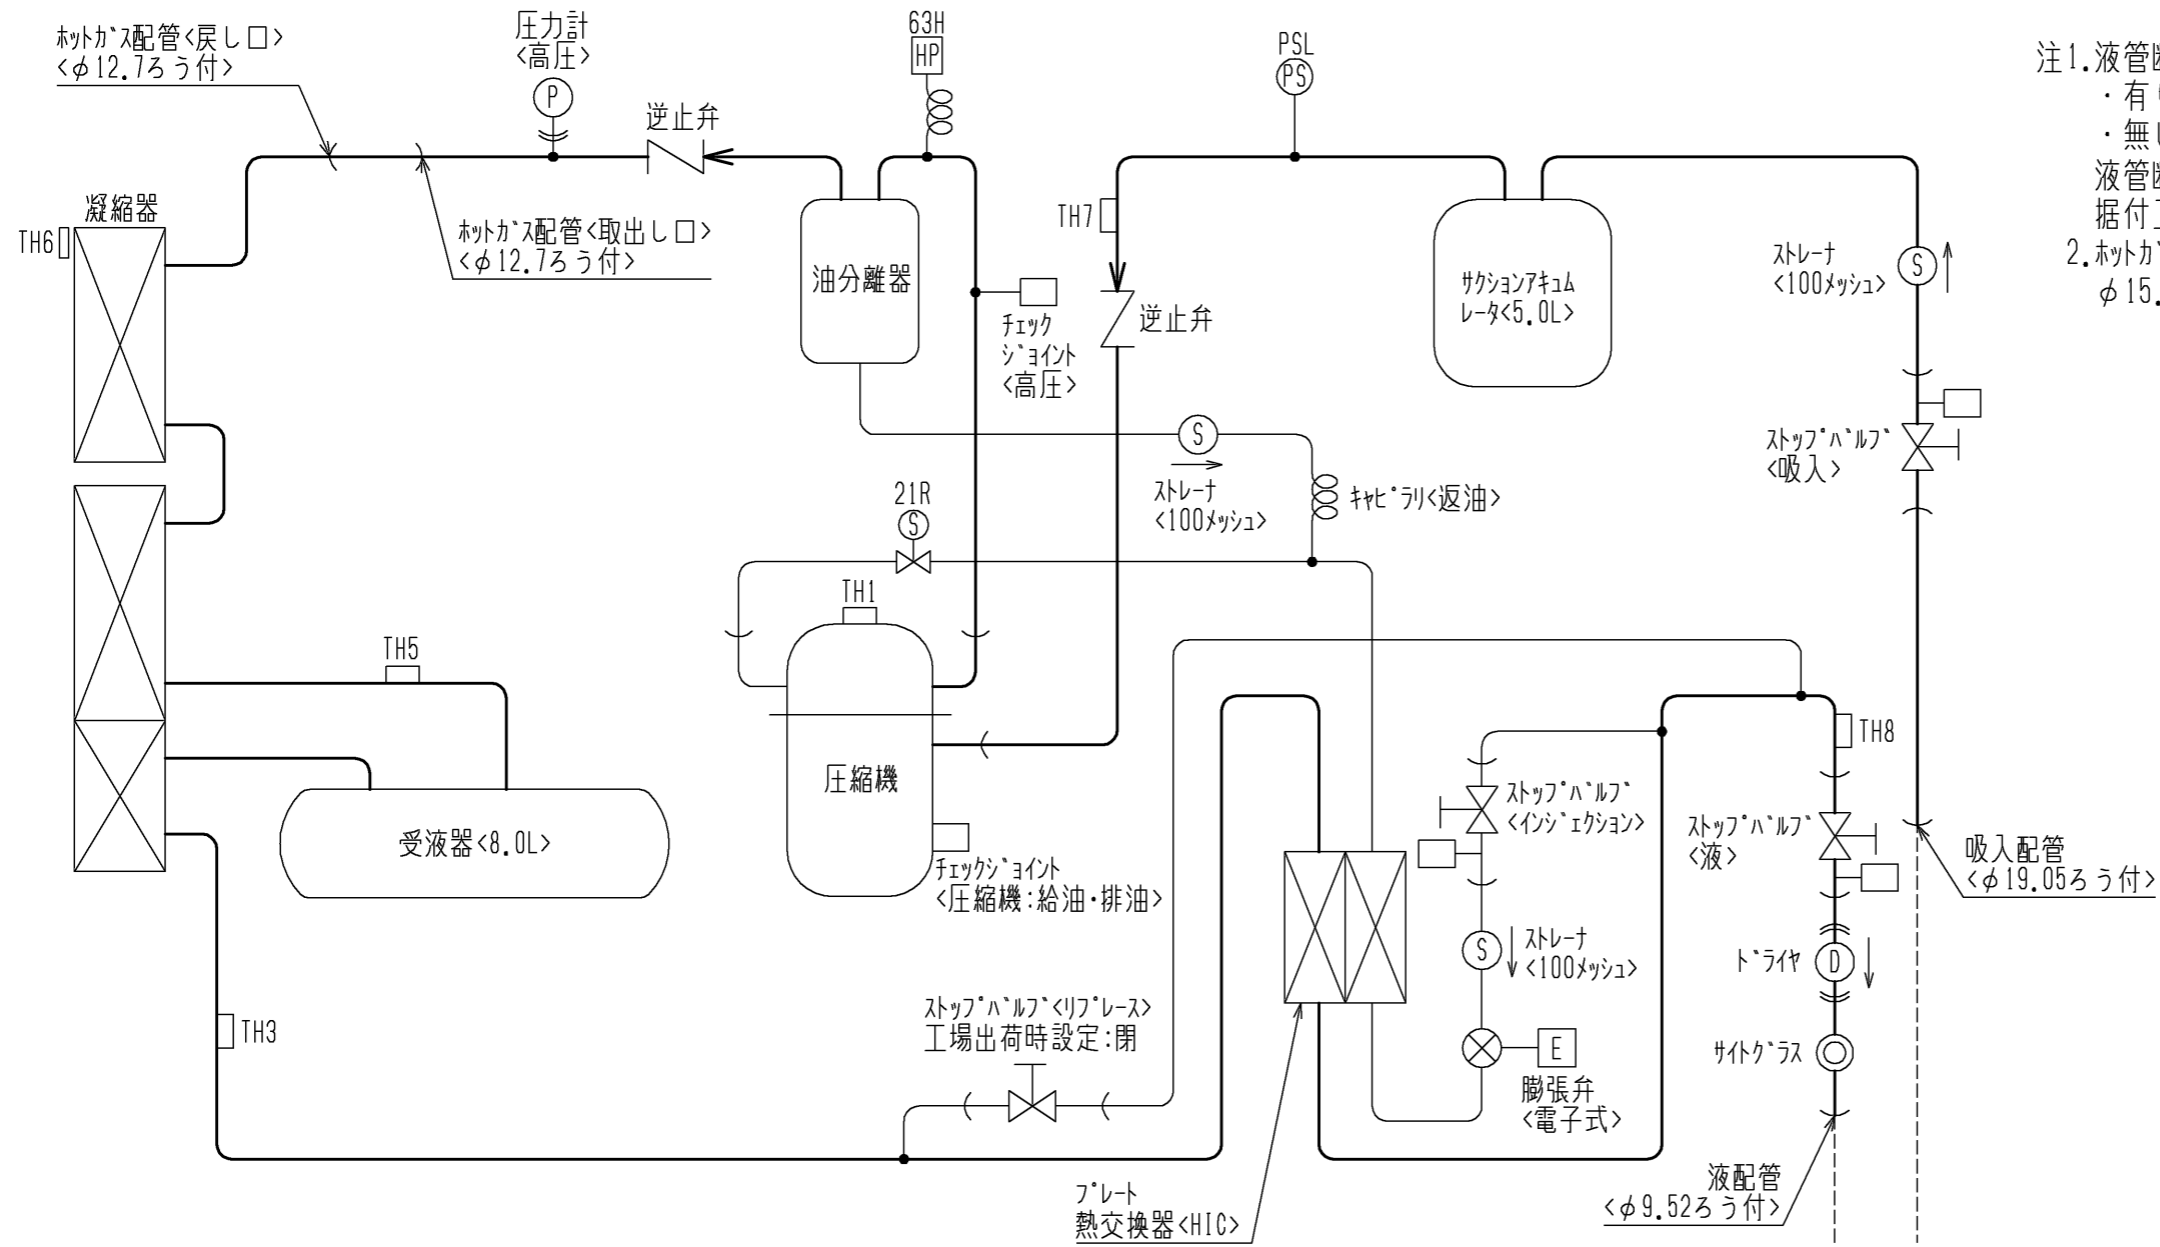 ホットガス配管<戻し口>
<φ12.7ろう付>
圧力計
<高圧>
P
逆止弁
63H
HP
PSL
PS
注1.液管
・有
・無し
液管
据付
2.ホットガ
φ15.
凝縮器
TH6
ホットガス配管<取出し口>
<φ12.7ろう付>
油分離器
チェック
ジョイント
<高圧>
TH7
逆止弁
サクションアキュム
レータ<5.0L>
ストレーナ
<100メッシュ>
S
ストップバルブ
<吸入>
S
ストレーナ
<100メッシュ>
キャピラリ<返油>
21R
S
TH1
TH5
圧縮機
受液器<8.0L>
チェックジョイント
<圧縮機:給油・排油>
TH8
ストップバルブ
<インジェクション>
ストップバルブ
<液>
吸入配管
<φ19.05ろう付>
S
ストレーナ
<100メッシュ>
ドライヤ
D
サイトグラス
TH3
ストップバルブ<リプレース>
工場出荷時設定:閉
E
膨張弁
<電子式>
プレート
熱交換器<HIC>
液配管
<φ9.52ろう付>